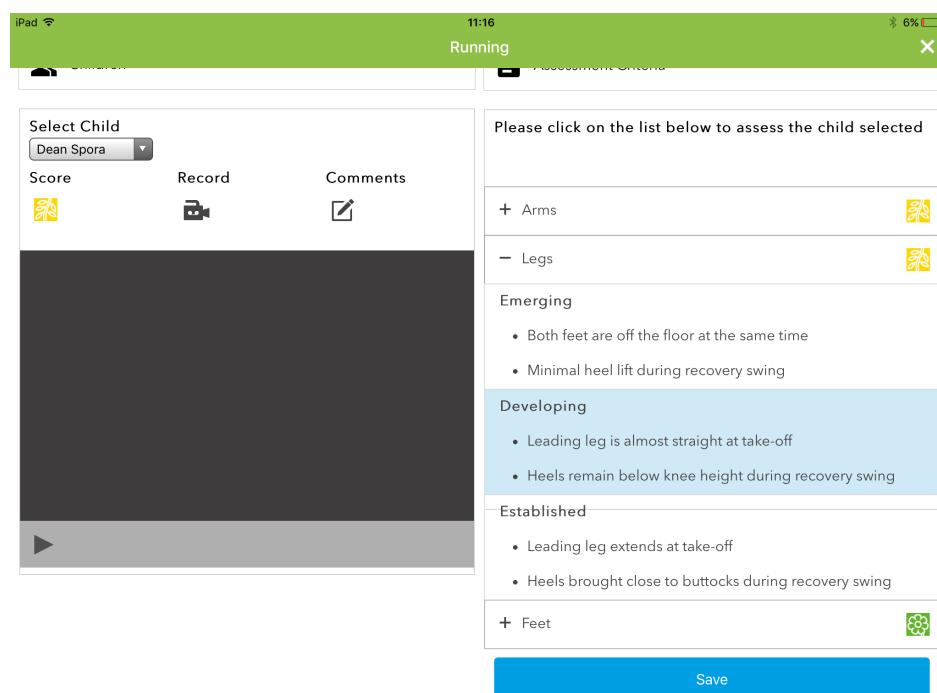 iPad 11:16 6%
Running
Children
Assessment Criteria
Select Child
Dean Spora
Score Record Comments
Please click on the list below to assess the child selected
+ Arms
− Legs
Emerging
• Both feet are off the floor at the same time
• Minimal heel lift during recovery swing
Developing
• Leading leg is almost straight at take-off
• Heels remain below knee height during recovery swing
Established
• Leading leg extends at take-off
• Heels brought close to buttocks during recovery swing
+ Feet
Save